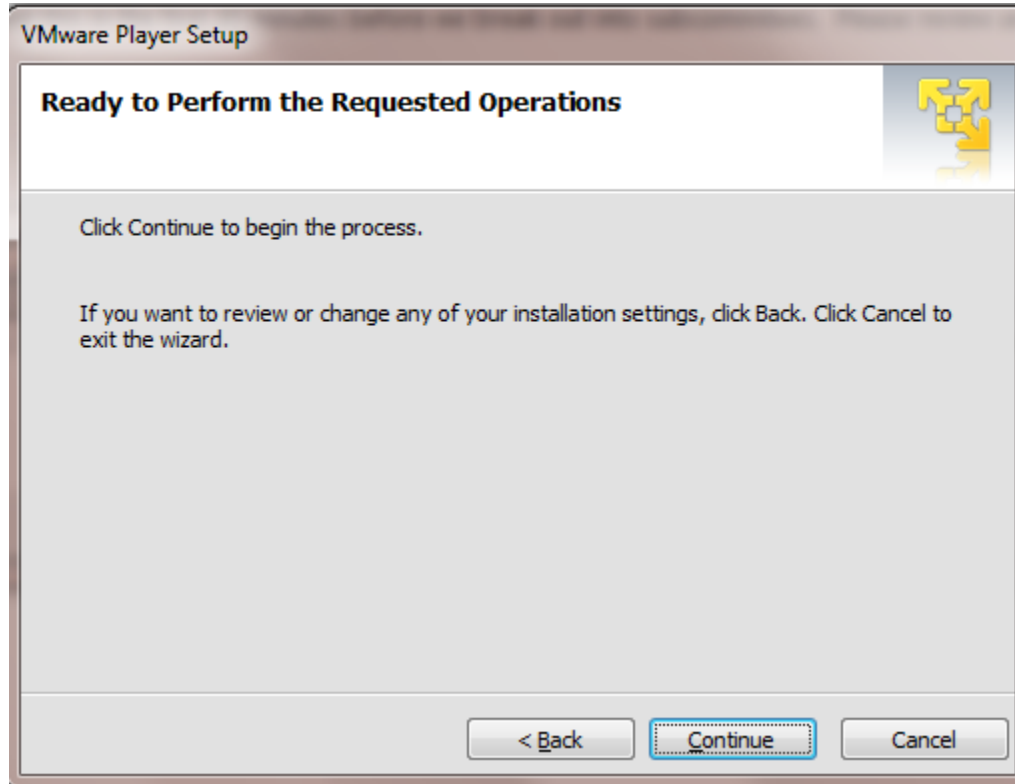 VMware Player Setup
Ready to Perform the Requested Operations
Click Continue to begin the process.
If you want to review or change any of your installation settings, click Back. Click Cancel to
exit the wizard.
< Back
Continue
Cancel